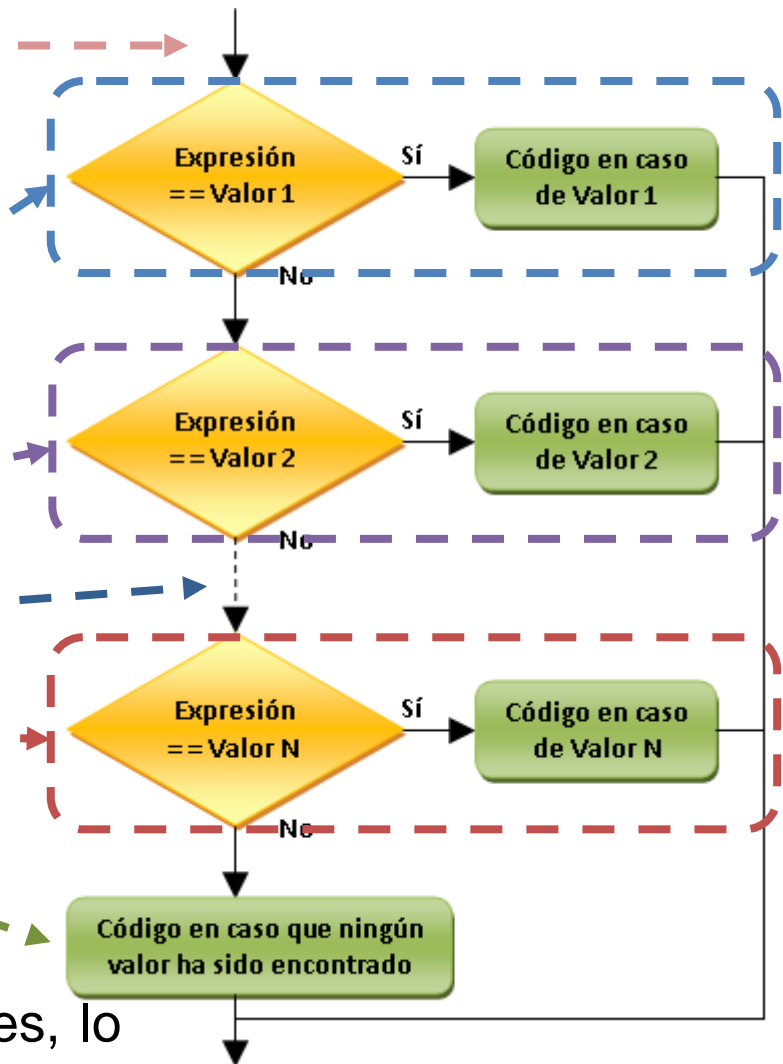 Expresión
== Valor 1
Sí
Código en caso
de Valor 1
No
Expresión
== Valor 2
Sí
Código en caso
de Valor 2
No
Expresión
== Valor N
Sí
Código en caso
de Valor N
No
Código en caso que ningún
valor ha sido encontrado
es, lo